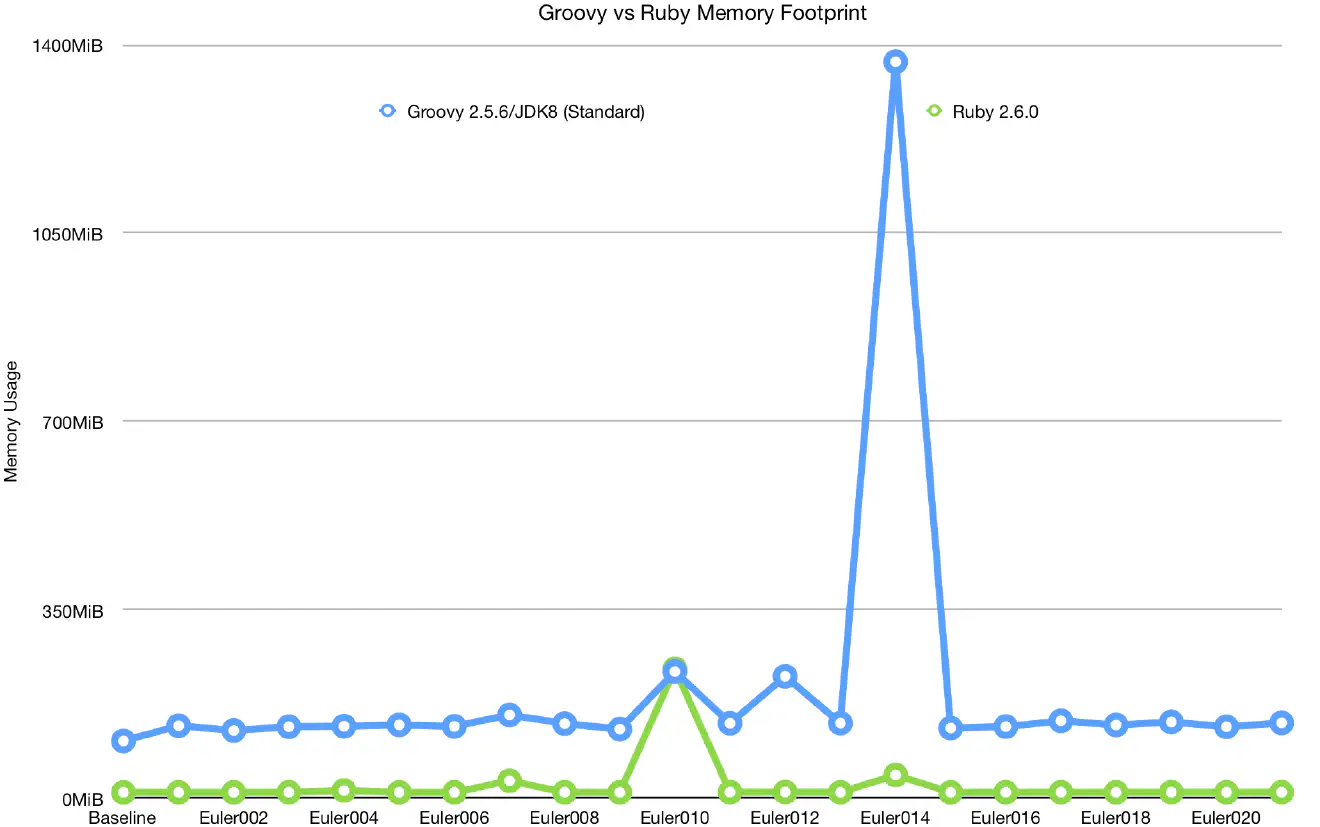 Groovy vs Ruby Memory Footprint
1400MiB
Groovy 2.5.6/JDK8 (Standard)
Ruby 2.6.0
1050MiB
Memory Usage
700MiB
350MiB
0MiB
Baseline
Euler002
Euler004
Euler006
Euler008
Euler010
Euler012
Euler014
Euler016
Euler018
Euler020